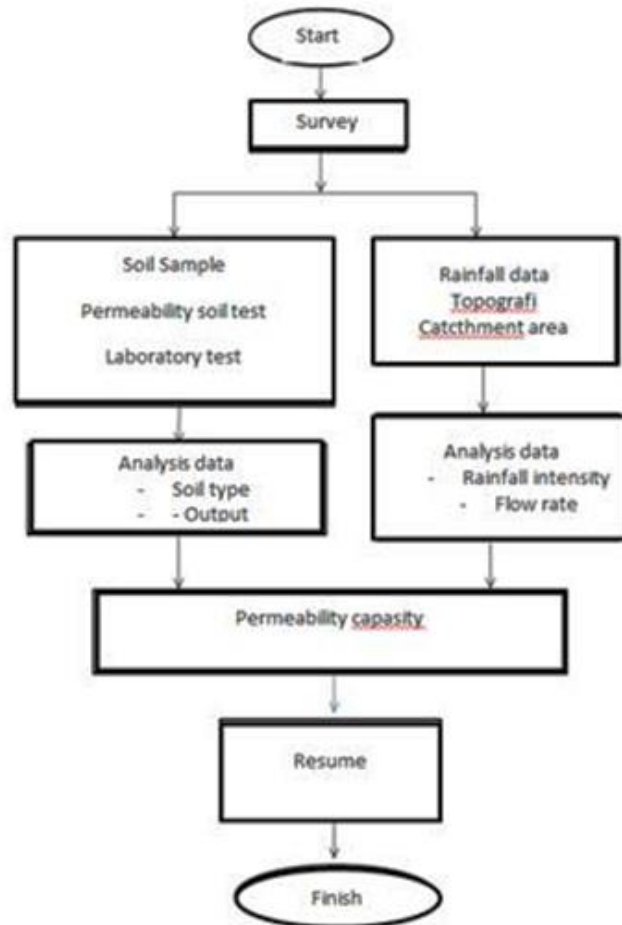 Start
Survey
Soil Sample
Permeability soil test
Laboratory test
Rainfall data
Topografi
Catcthment area
Analysis data
- Soil type
- - Output
Analysis data
- Rainfall intensity
- Flow rate
Permeability capasity
Resume
Finish